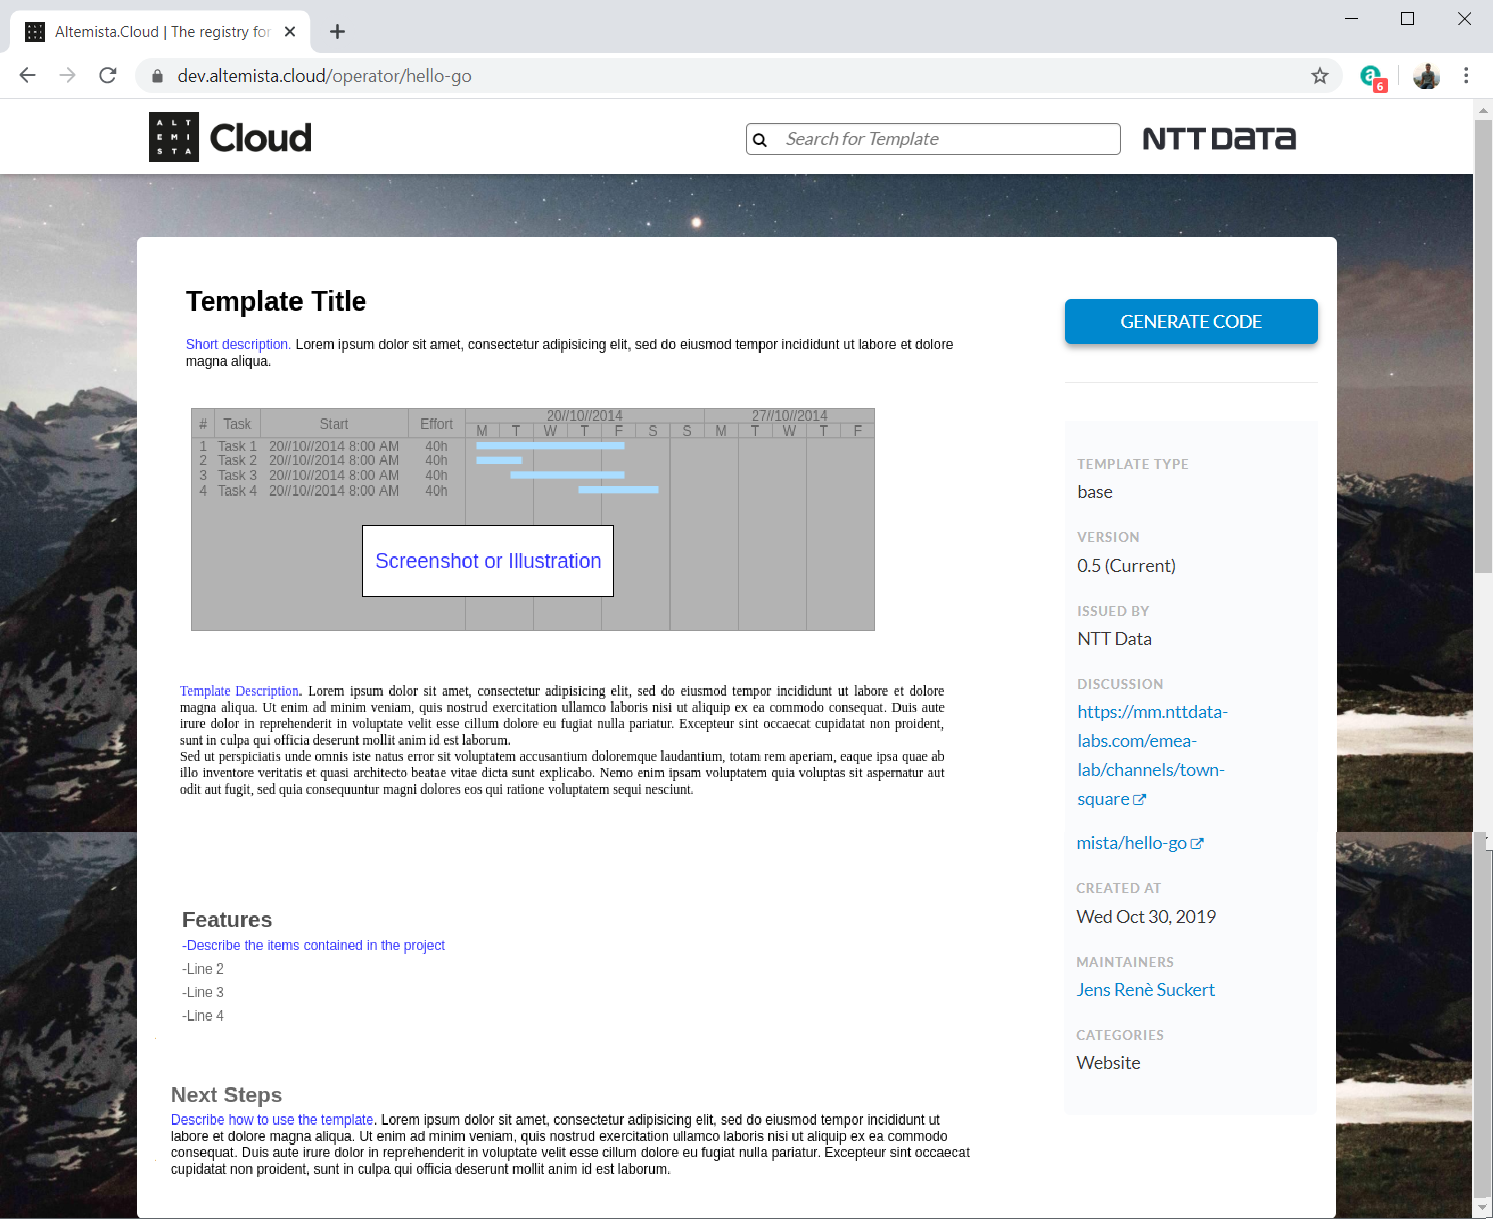 Altemista.Cloud | The registry for
dev.altemista.cloud/operator/hello-go
6
ALT
EMI
STA
Cloud
Search for Template
NTT DATA
Template Title
GENERATE CODE
Short description. Lorem ipsum dolor sit amet, consectetur adipisicing elit, sed do eiusmod tempor incididunt ut labore et dolore
magna aliqua.
# Task Start Effort 20//10//2014 27//10//2014
M T W T F S S M T W T F
1 Task 1 20//10//2014 8:00 AM 40h
2 Task 2 20//10//2014 8:00 AM 40h
3 Task 3 20//10//2014 8:00 AM 40h
4 Task 4 20//10//2014 8:00 AM 40h
Screenshot or Illustration
Template Description. Lorem ipsum dolor sit amet, consectetur adipisicing elit, sed do eiusmod tempor incididunt ut labore et dolore
magna aliqua. Ut enim ad minim veniam, quis nostrud exercitation ullamco laboris nisi ut aliquip ex ea commodo consequat. Duis aute
irure dolor in reprehenderit in voluptate velit esse cillum dolore eu fugiat nulla pariatur. Excepteur sint occaecat cupidatat non proident,
sunt in culpa qui officia deserunt mollit anim id est laborum.
Sed ut perspiciatis unde omnis iste natus error sit voluptatem accusantium doloremque laudantium, totam rem aperiam, eaque ipsa quae ab
illo inventore veritatis et quasi architecto beatae vitae dicta sunt explicabo. Nemo enim ipsam voluptatem quia voluptas sit aspernatur aut
odit aut fugit, sed quia consequuntur magni dolores eos qui ratione voluptatem sequi nesciunt.
Features
-Describe the items contained in the project
-Line 2
-Line 3
-Line 4
Next Steps
Describe how to use the template. Lorem ipsum dolor sit amet, consectetur adipisicing elit, sed do eiusmod tempor incididunt ut
labore et dolore magna aliqua. Ut enim ad minim veniam, quis nostrud exercitation ullamco laboris nisi ut aliquip ex ea commodo
consequat. Duis aute irure dolor in reprehenderit in voluptate velit esse cillum dolore eu fugiat nulla pariatur. Excepteur sint occaecat
cupidatat non proident, sunt in culpa qui officia deserunt mollit anim id est laborum.
TEMPLATE TYPE
base
VERSION
0.5 (Current)
ISSUED BY
NTT Data
DISCUSSION
https://mm.nttdata-
labs.com/emea-
lab/channels/town-
square
mista/hello-go
CREATED AT
Wed Oct 30, 2019
MAINTAINERS
Jens Renè Suckert
CATEGORIES
Website